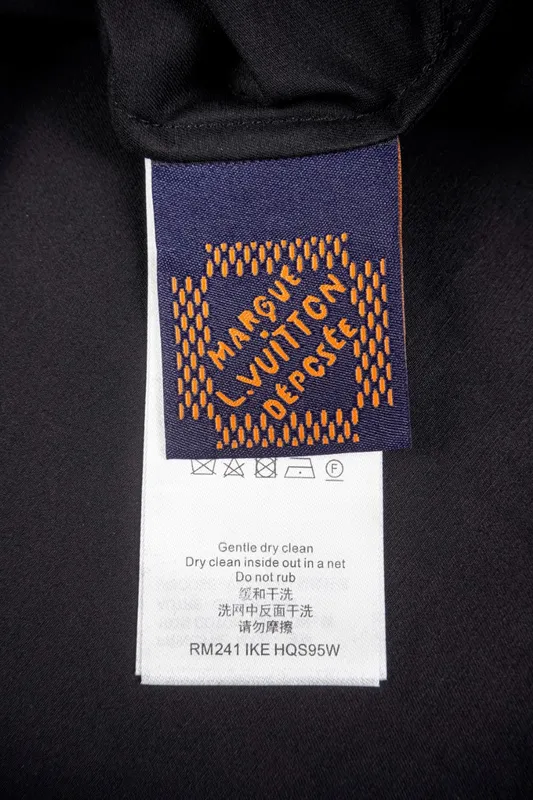 MARQUE
L.VUITTON
DÉPOSÉE
F
Gentle dry clean
Dry clean inside out in a net
Do not rub
缓和干洗
洗网中反面干洗
请勿摩擦
RM241 IKE HQS95W